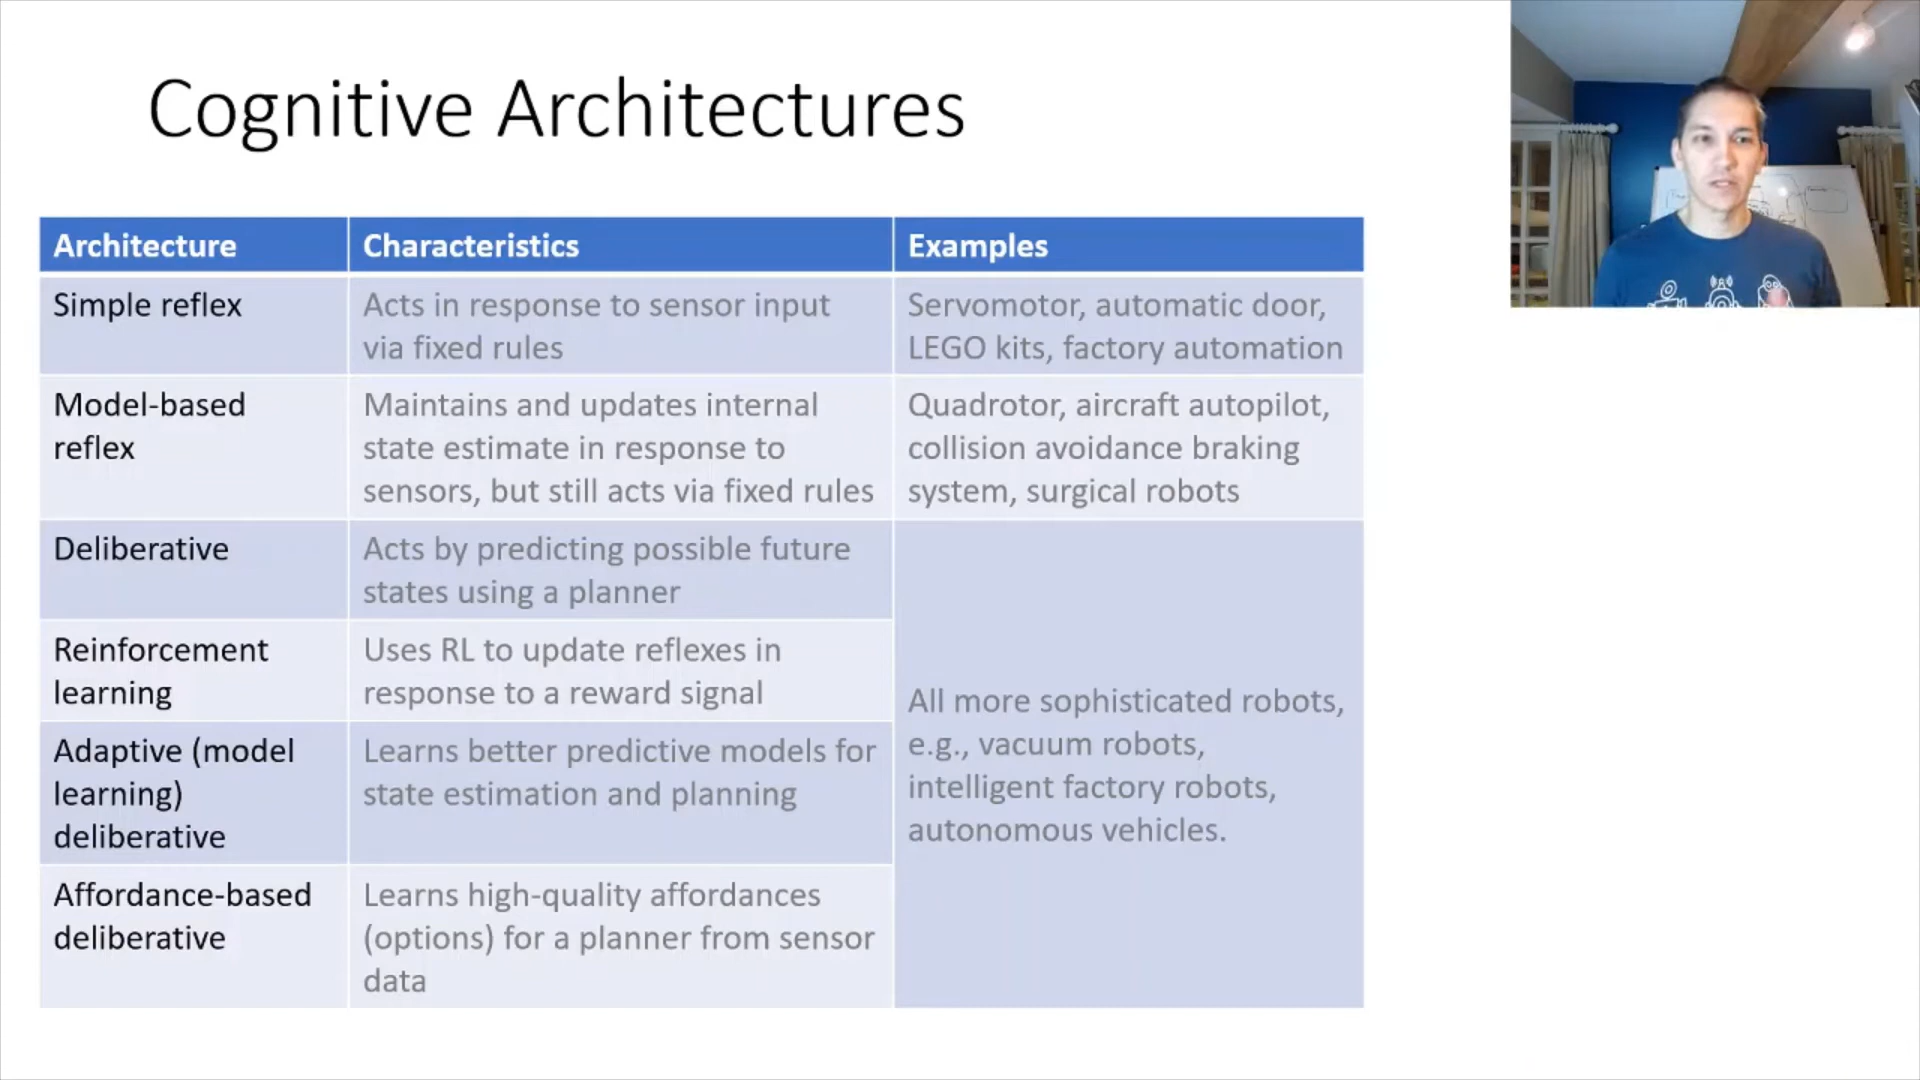 Cognitive Architectures
Architecture
Characteristics
Examples
Simple reflex
Acts in response to sensor input
via fixed rules
Servomotor, automatic door,
LEGO kits, factory automation
Model-based
reflex
Maintains and updates internal
state estimate in response to
sensors, but still acts via fixed rules
Quadrotor, aircraft autopilot,
collision avoidance braking
system, surgical robots
Deliberative
Acts by predicting possible future
states using a planner
Reinforcement
learning
Uses RL to update reflexes in
response to a reward signal
Adaptive (model
learning)
deliberative
Learns better predictive models for
state estimation and planning
Affordance-based
deliberative
Learns high-quality affordances
(options) for a planner from sensor
data
All more sophisticated robots,
e.g., vacuum robots,
intelligent factory robots,
autonomous vehicles.